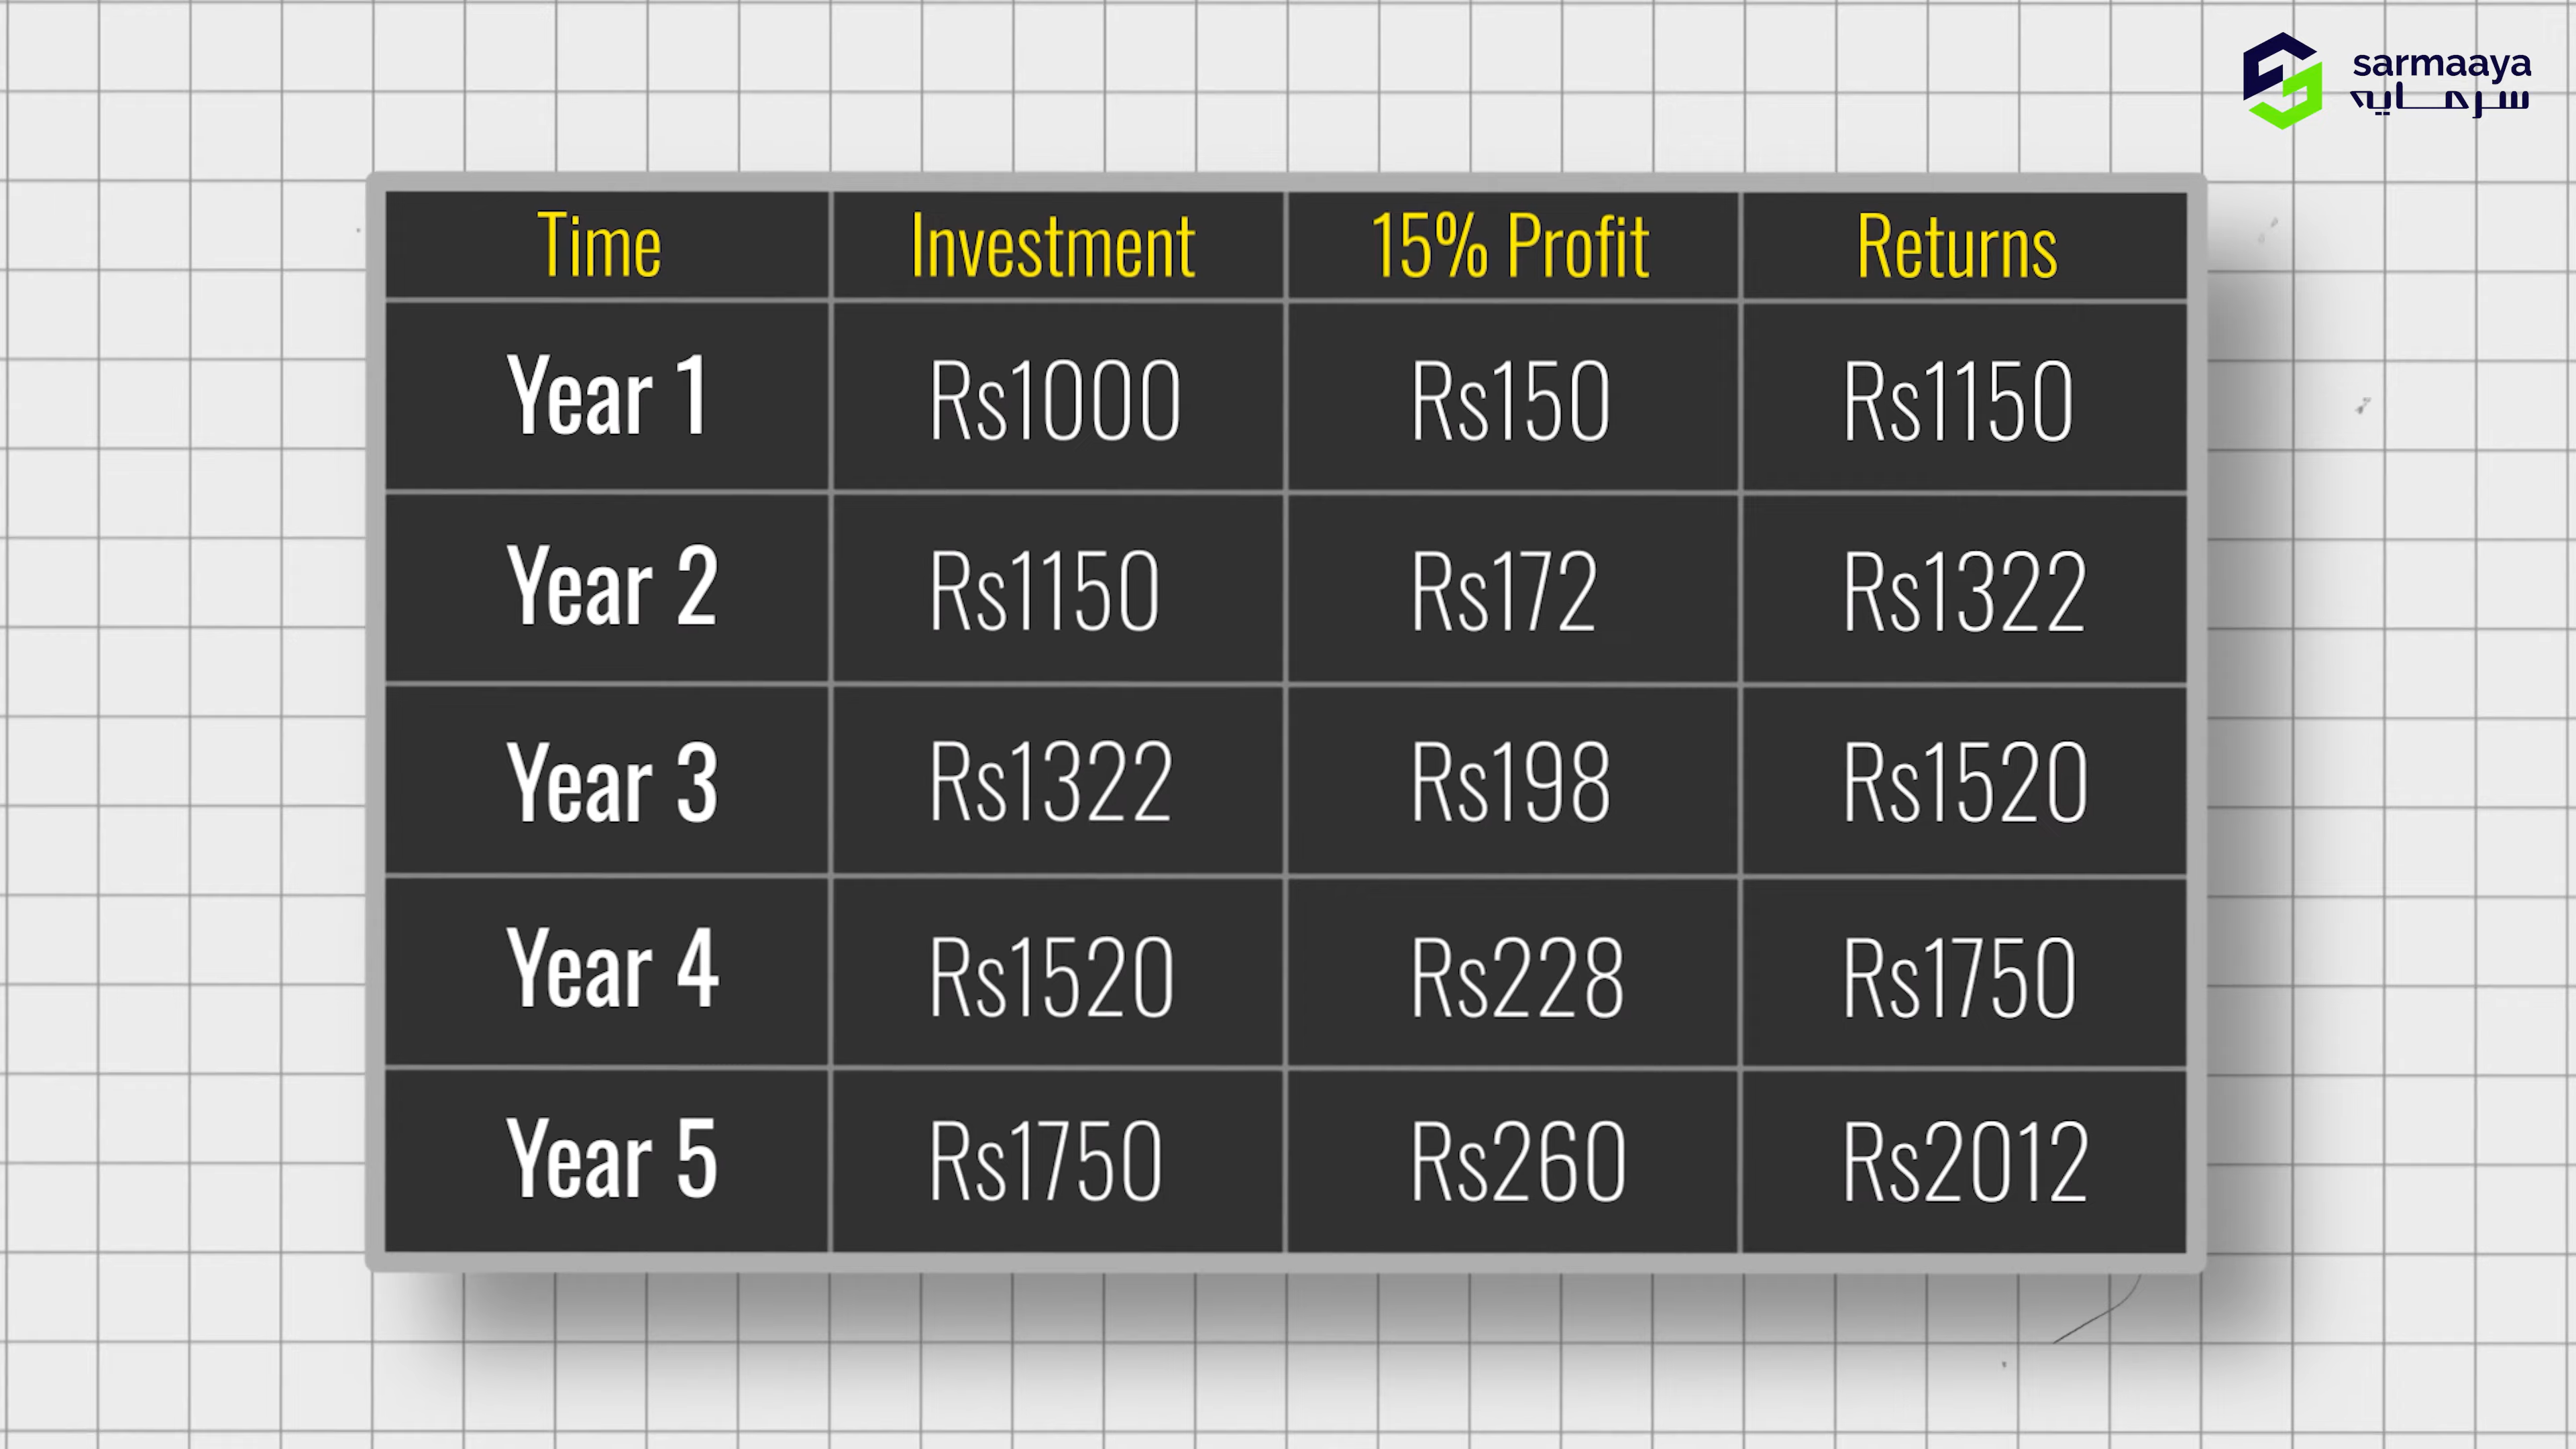 sarmaaya
سرمایه
Time Investment 15% Profit Returns
Year 1 Rs1000 Rs150 Rs1150
Year 2 Rs1150 Rs172 Rs1322
Year 3 Rs1322 Rs198 Rs1520
Year 4 Rs1520 Rs228 Rs1750
Year 5 Rs1750 Rs260 Rs2012